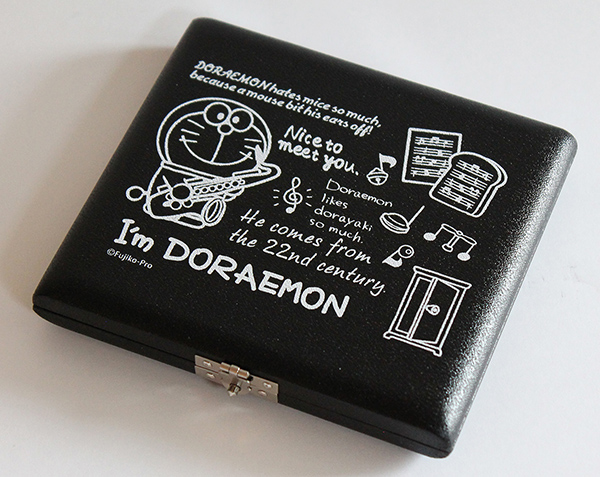 DORAEMON hates mice so much,
because a mouse bit his ears off!
Nice to
meet you.
Doraemon
likes
dorayaki
so much.
He comes from
the 22nd century.
I'm DORAEMON
©Fujiko-Pro